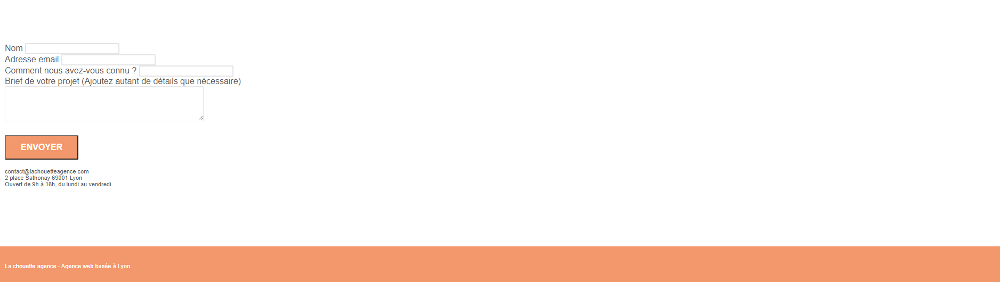 Nom
Adresse email
Comment nous avez-vous connu ?
Brief de votre projet (Ajoutez autant de détails que nécessaire)
ENVOYER
contact@lachouetteagence.com
2 place Sathonay 69001 Lyon
Ouvert de 9h à 18h, du lundi au vendredi
La chouette agence - Agence web basée à Lyon.